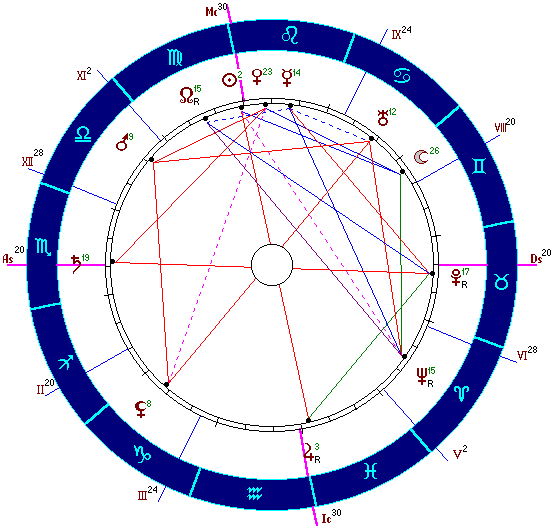 Mc30
IX24
XI2
R15
2
23
14
12
9
26
VIII20
XII28
As20
19
Ds20
17
R
15
R
VI28
II20
8
3
R
V2
III24
Ic30